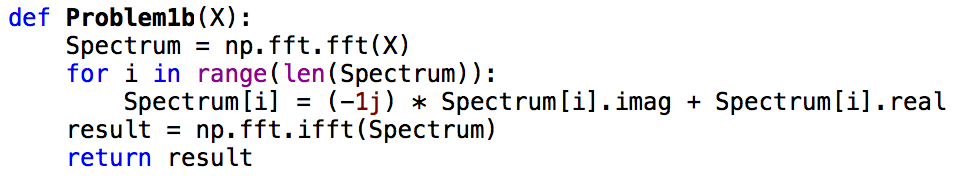 def Problem1b(X):
    Spectrum = np.fft.fft(X)
    for i in range(len(Spectrum)):
        Spectrum[i] = (-1j) * Spectrum[i].imag + Spectrum[i].real
    result = np.fft.ifft(Spectrum)
    return result